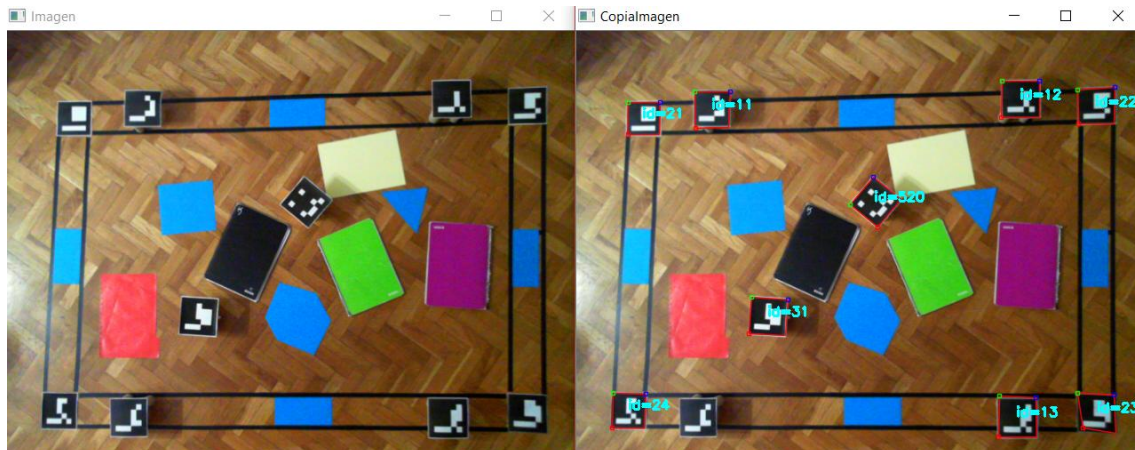 Imagen
CopiaImagen
id=21
id=11
id=12
id=22
id=520
id=31
id=24
id=13
id=23